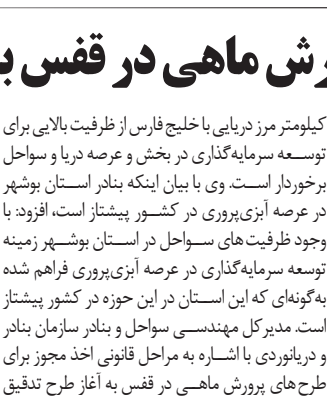 رش ماهی در قفس ب
کیلومتر مرز دریایی با خلیج فارس از ظرفیت بالایی برای
توسعه سرمایه‌گذاری در بخش و عرصه دریا و سواحل
برخوردار است. وی با بیان اینکه بنادر استان بوشهر
در عرصه آبزی‌پروری در کشور پیشتاز است، افزود: با
وجود ظرفیت‌های سواحل در استان بوشهر زمینه
توسعه سرمایه‌گذاری در عرصه آبزی‌پروری فراهم شده
به‌گونه‌ای که این استان در این حوزه در کشور پیشتاز
است. مدیرکل مهندسی سواحل و بنادر سازمان بنادر
و دریانوردی با اشاره به مراحل قانونی اخذ مجوز برای
طرح‌های پرورش ماهی در قفس به آغاز طرح تدقیق